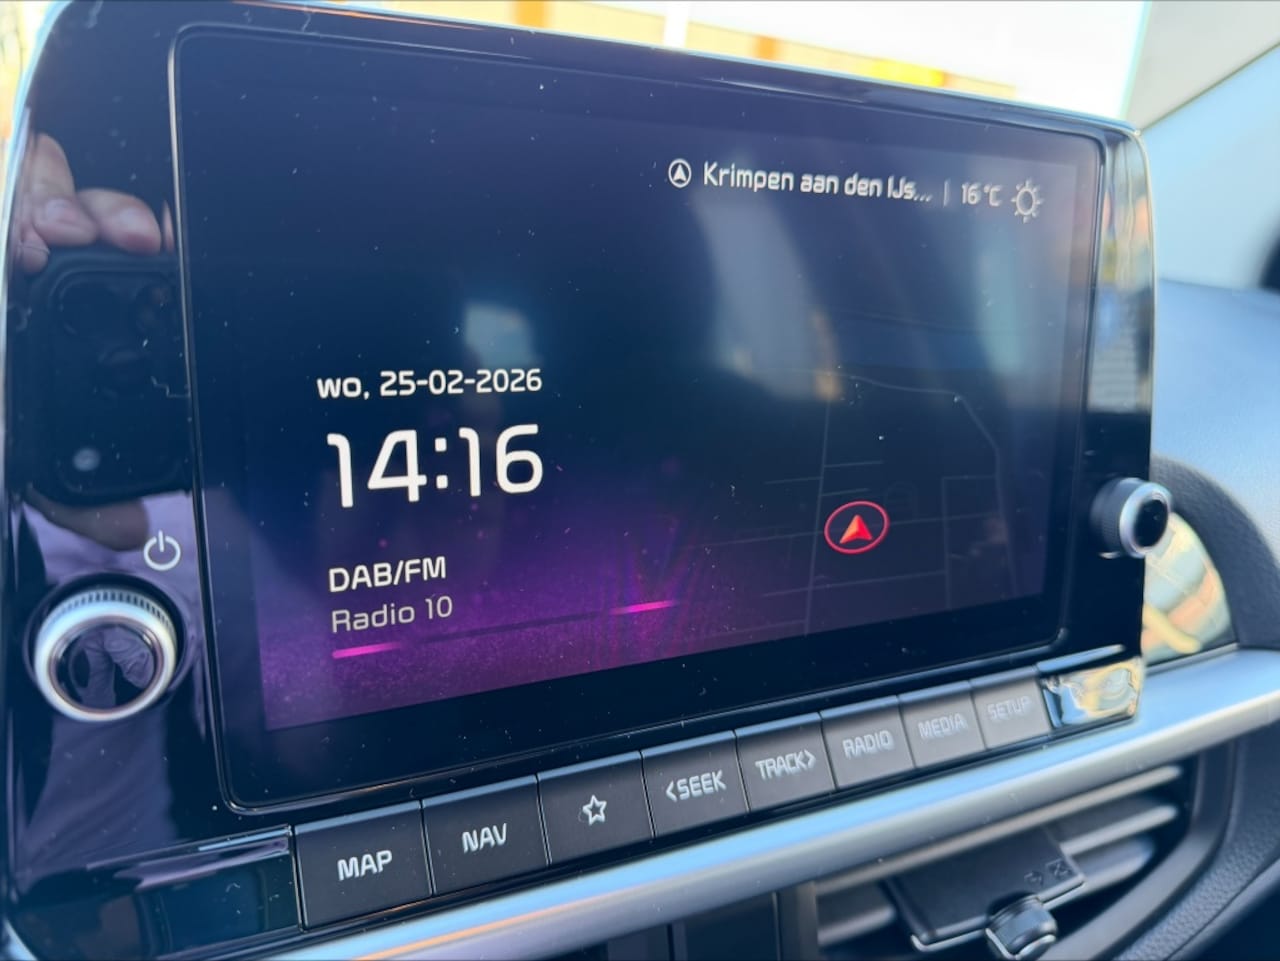 Krimpen aan den IJs... | 16°C
wo, 25-02-2026
14:16
DAB/FM
Radio 10
MAP
NAV
<SEEK
TRACK>
RADIO
MEDIA
SETUP